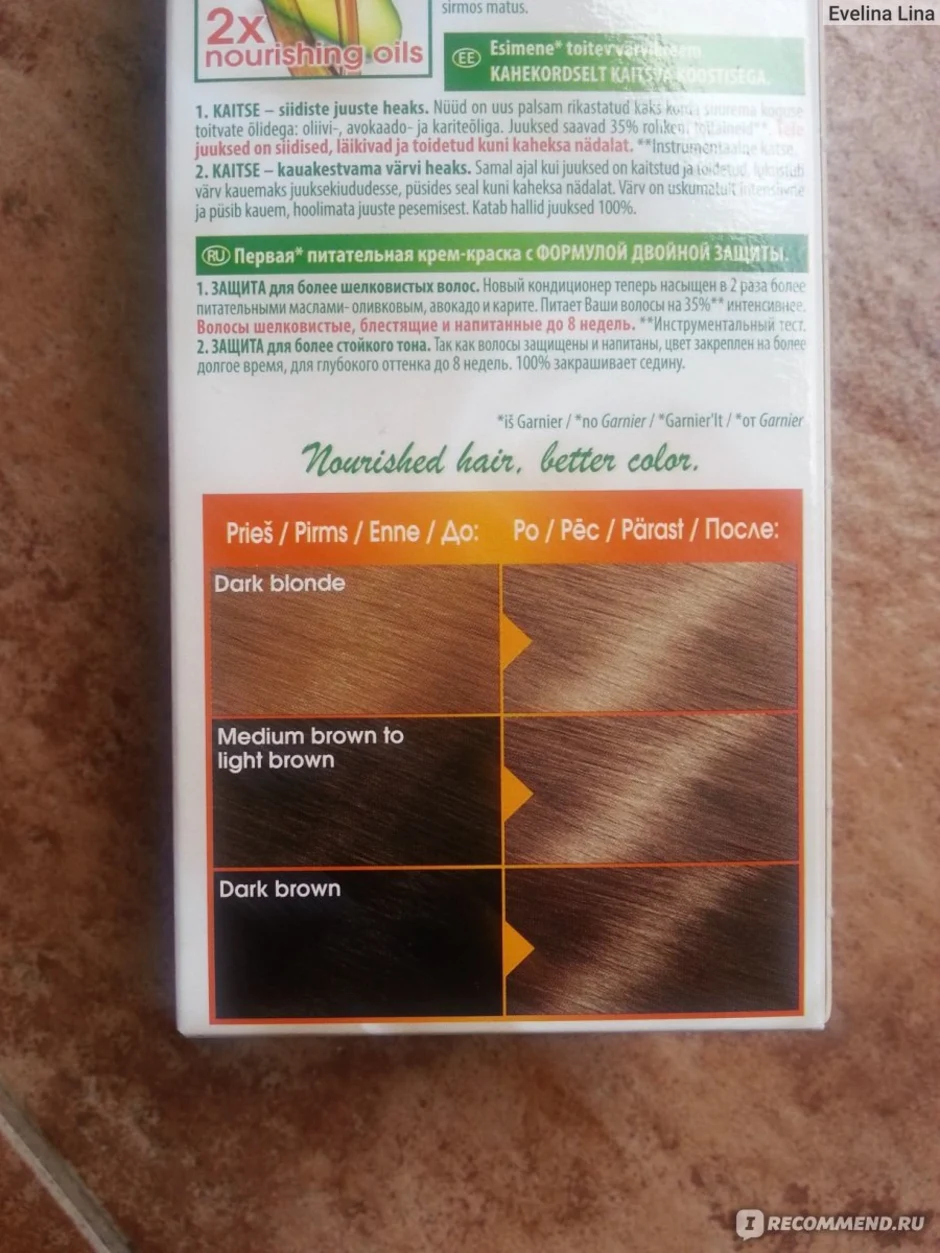 Evelina Lina
sirmos matus.
2x
nourishing oils
EE Esimene* toitev värvikreem
KAHEKORDSELT KAITSVA KOOSTISEGA.
1. KAITSE – siidiste juuste heaks. Nüüd on uus palsam rikastatud kaks korda suurema koguse
toitvate õlidega: oliivi-, avokaado- ja kariteõliga. Juuksed saavad 35% rohkem toitaineid**. Teie
juuksed on siidised, läikivad ja toidetud kuni kaheksa nädalat. **Instrumentaalne katse.
2. KAITSE – kauakestvama värvi heaks. Samal ajal kui juuksed on kaitstud ja toidetud, lukustub
värv kauemaks juuksekiududesse, püsides seal kuni kaheksa nädalat. Värv on uskumatult intensiivne
ja püsib kauem, hoolimata juuste pesemisest. Katab hallid juuksed 100%.
RU Первая* питательная крем-краска с ФОРМУЛОЙ ДВОЙНОЙ ЗАЩИТЫ.
1. ЗАЩИТА для более шелковистых волос. Новый кондиционер теперь насыщен в 2 раза более
питательными маслами- оливковым, авокадо и карите. Питает Ваши волосы на 35%** интенсивнее.
Волосы шелковистые, блестящие и напитанные до 8 недель. **Инструментальный тест.
2. ЗАЩИТА для более стойкого тона. Так как волосы защищены и напитаны, цвет закреплен на более
долгое время, для глубокого оттенка до 8 недель. 100% закрашивает седину.
*iš Garnier / *no Garnier / *Garnier'lt / *от Garnier
Nourished hair, better color.
Prieš / Pirms / Enne / До: Po / Pēc / Pärast / После:
Dark blonde
Medium brown to
light brown
Dark brown
IRECOMMEND.RU